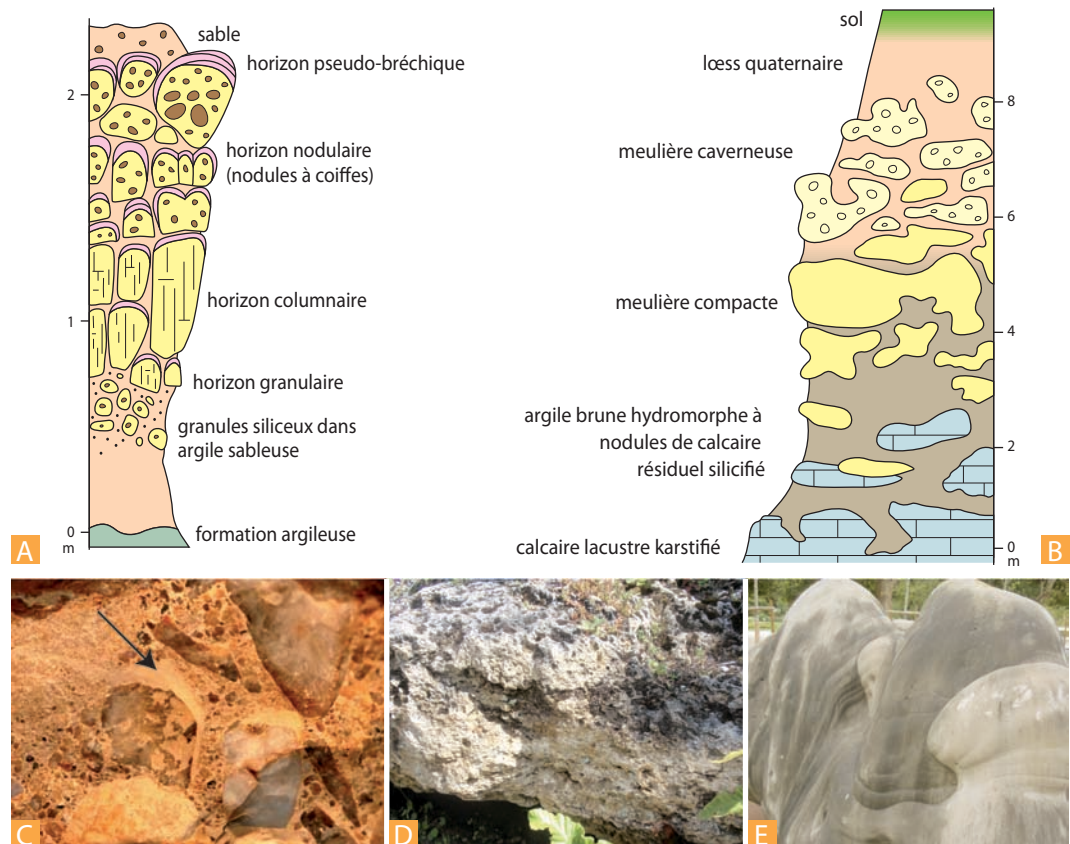 sable
horizon pseudo-bréchique
2
horizon nodulaire
(nodules à coiffes)
horizon columnaire
1
horizon granulaire
granules siliceux dans
argile sableuse
0
m
formation argileuse
A
sol
lœss quaternaire
8
meulière caverneuse
6
meulière compacte
4
argile brune hydromorphe à
nodules de calcaire
résiduel silicifié
2
calcaire lacustre karstifié
0
m
B
C
D
E